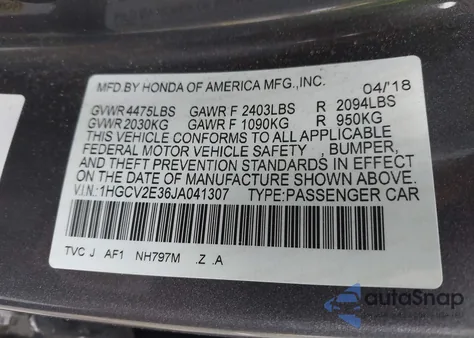 MFD.BY HONDA OF AMERICA MFG.,INC. 04/'18
GVWR 4475LBS GAWR F 2403LBS R 2094LBS
GVWR 2030KG GAWR F 1090KG R 950KG
THIS VEHICLE CONFORMS TO ALL APPLICABLE
FEDERAL MOTOR VEHICLE SAFETY , BUMPER,
AND THEFT PREVENTION STANDARDS IN EFFECT
ON THE DATE OF MANUFACTURE SHOWN ABOVE.
V.I.N:1HGCV2E36JA041307 TYPE:PASSENGER CAR
TVC J AF1 NH797M .Z .A
autoSnap